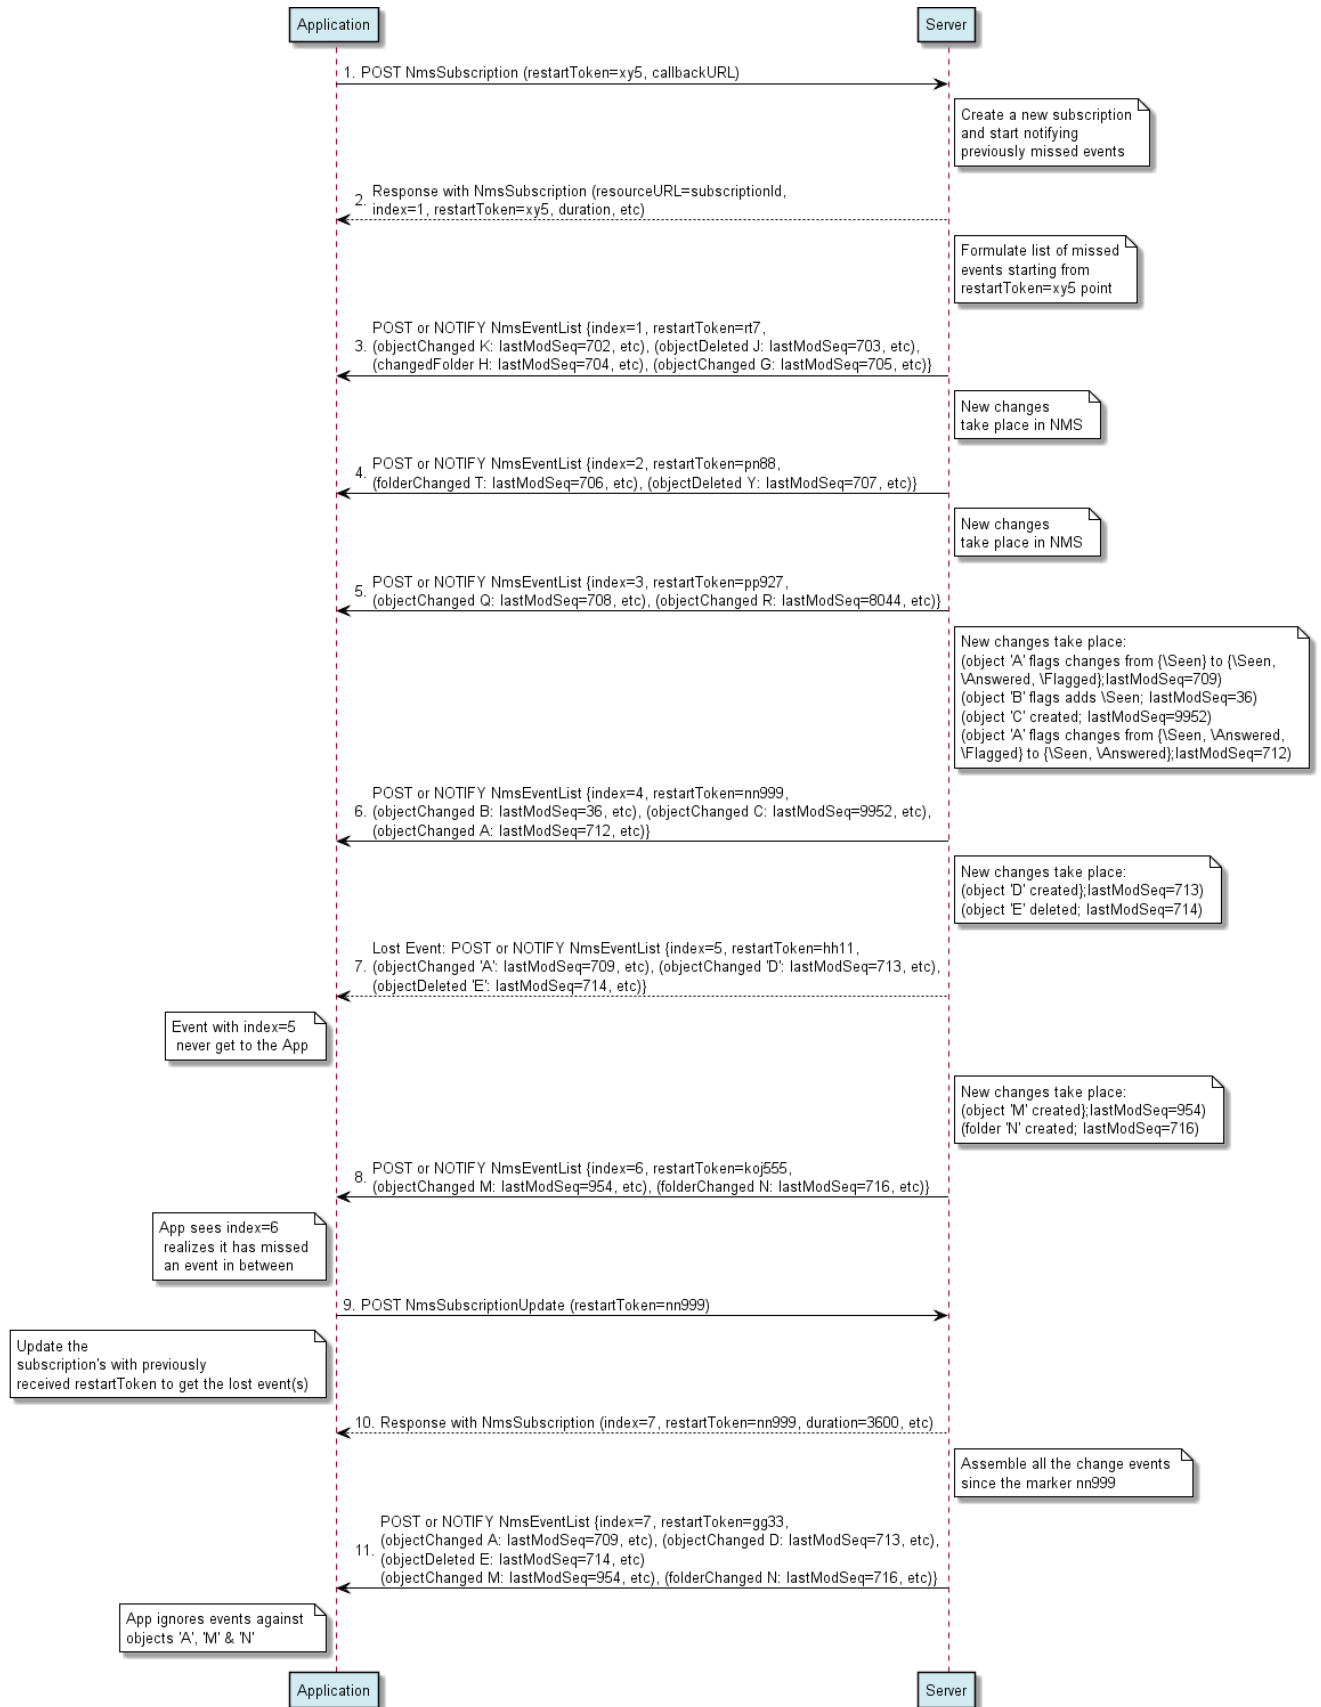 Application
Server
1. POST NmsSubscription (restartToken=xy5, callbackURL)
Create a new subscription
and start notifying
previously missed events
2. Response with NmsSubscription (resourceURL=subscriptionId,
index=1, restartToken=xy5, duration, etc)
Formulate list of missed
events starting from
restartToken=xy5 point
POST or NOTIFY NmsEventList {index=1, restartToken=rt7,
3. (objectChanged K: lastModSeq=702, etc), (objectDeleted J: lastModSeq=703, etc),
(changedFolder H: lastModSeq=704, etc), (objectChanged G: lastModSeq=705, etc)}
New changes
take place in NMS
4. POST or NOTIFY NmsEventList {index=2, restartToken=pn88,
(folderChanged T: lastModSeq=706, etc), (objectDeleted Y: lastModSeq=707, etc)}
New changes
take place in NMS
5. POST or NOTIFY NmsEventList {index=3, restartToken=pp927,
(objectChanged Q: lastModSeq=708, etc), (objectChanged R: lastModSeq=8044, etc)}
New changes take place:
(object 'A' flags changes from {\Seen} to {\Seen,
\Answered, \Flagged};lastModSeq=709)
(object 'B' flags adds \Seen; lastModSeq=36)
(object 'C' created; lastModSeq=9952)
(object 'A' flags changes from {\Seen, \Answered,
\Flagged} to {\Seen, \Answered};lastModSeq=712)
POST or NOTIFY NmsEventList {index=4, restartToken=nn999,
6. (objectChanged B: lastModSeq=36, etc), (objectChanged C: lastModSeq=9952, etc),
(objectChanged A: lastModSeq=712, etc)}
New changes take place:
(object 'D' created};lastModSeq=713)
(object 'E' deleted; lastModSeq=714)
Lost Event: POST or NOTIFY NmsEventList {index=5, restartToken=hh11,
7. (objectChanged 'A': lastModSeq=709, etc), (objectChanged 'D': lastModSeq=713, etc),
(objectDeleted 'E': lastModSeq=714, etc)}
Event with index=5
never get to the App
New changes take place:
(object 'M' created};lastModSeq=954)
(folder 'N' created; lastModSeq=716)
8. POST or NOTIFY NmsEventList {index=6, restartToken=koj555,
(objectChanged M: lastModSeq=954, etc), (folderChanged N: lastModSeq=716, etc)}
App sees index=6
realizes it has missed
an event in between
9. POST NmsSubscriptionUpdate (restartToken=nn999)
Update the
subscription's with previously
received restartToken to get the lost event(s)
10. Response with NmsSubscription (index=7, restartToken=nn999, duration=3600, etc)
Assemble all the change events
since the marker nn999
POST or NOTIFY NmsEventList {index=7, restartToken=gg33,
(objectChanged A: lastModSeq=709, etc), (objectChanged D: lastModSeq=713, etc),
11. (objectDeleted E: lastModSeq=714, etc)
(objectChanged M: lastModSeq=954, etc), (folderChanged N: lastModSeq=716, etc)}
App ignores events against
objects 'A', 'M' & 'N'
Application
Server